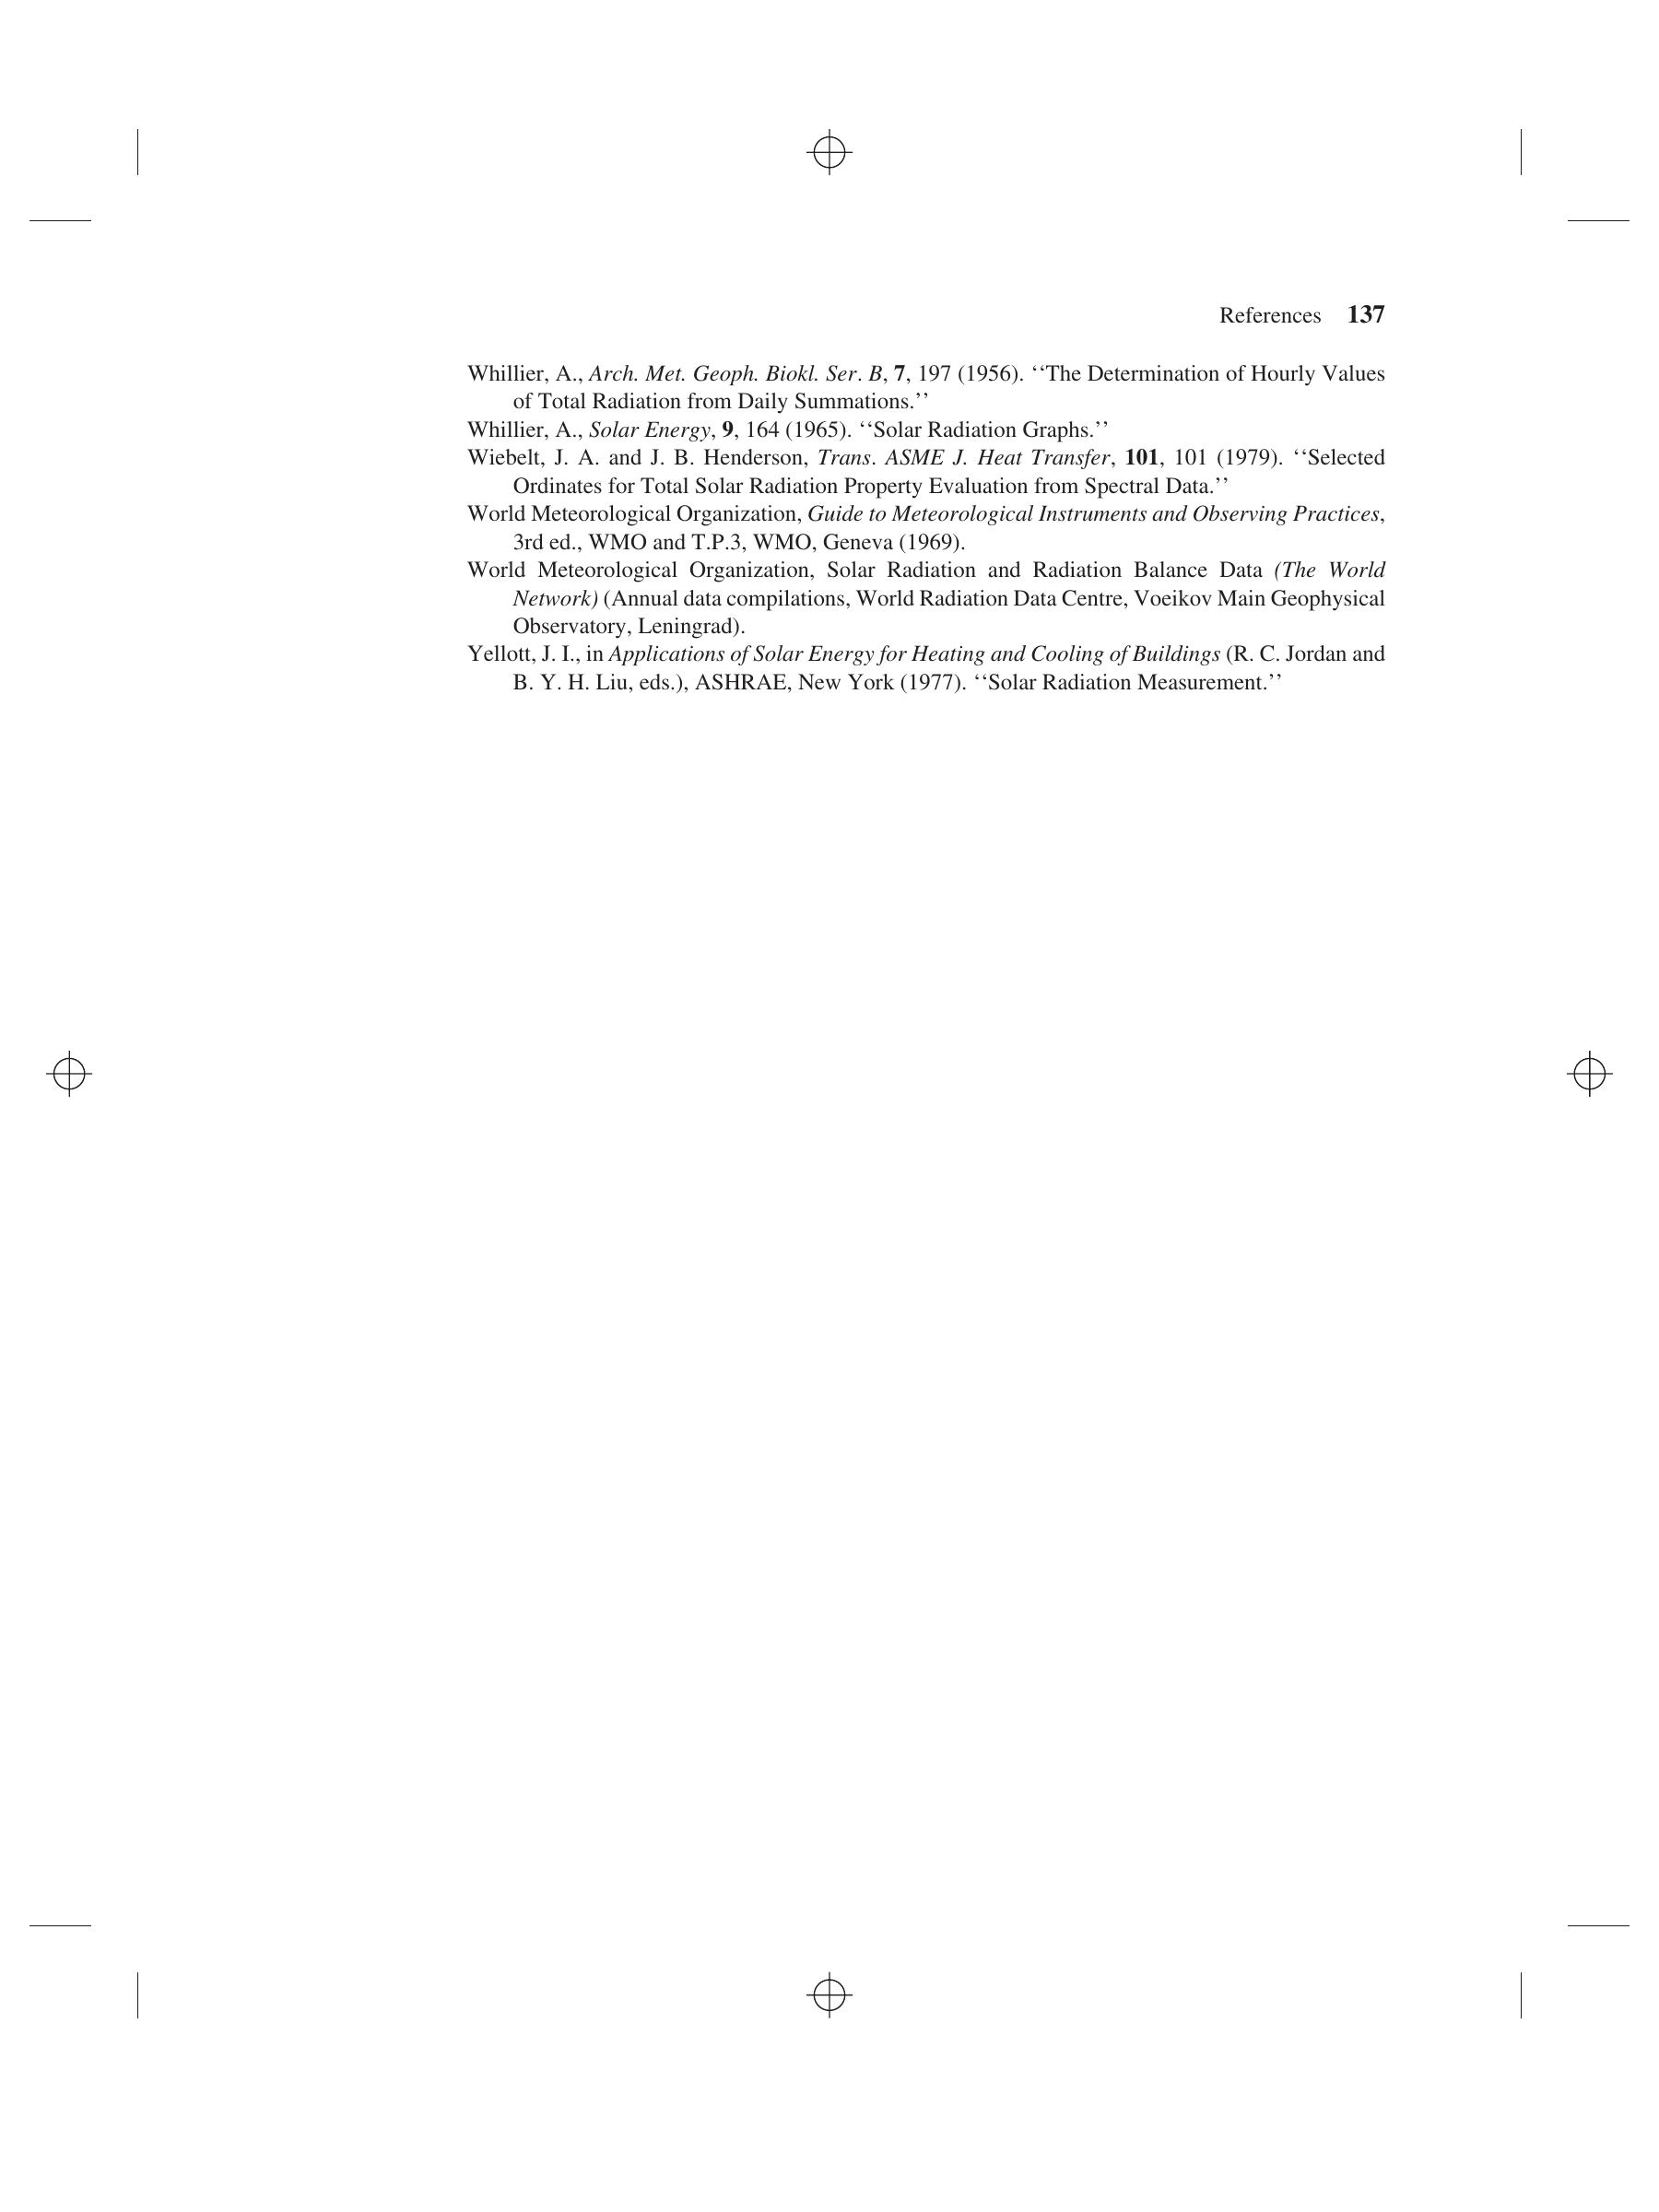 References 137
Whillier, A., Arch. Met. Geoph. Biokl. Ser. B, 7, 197 (1956). ‘‘The Determination of Hourly Values
of Total Radiation from Daily Summations.’’
Whillier, A., Solar Energy, 9, 164 (1965). ‘‘Solar Radiation Graphs.’’
Wiebelt, J. A. and J. B. Henderson, Trans. ASME J. Heat Transfer, 101, 101 (1979). ‘‘Selected
Ordinates for Total Solar Radiation Property Evaluation from Spectral Data.’’
World Meteorological Organization, Guide to Meteorological Instruments and Observing Practices,
3rd ed., WMO and T.P.3, WMO, Geneva (1969).
World Meteorological Organization, Solar Radiation and Radiation Balance Data (The World
Network) (Annual data compilations, World Radiation Data Centre, Voeikov Main Geophysical
Observatory, Leningrad).
Yellott, J. I., in Applications of Solar Energy for Heating and Cooling of Buildings (R. C. Jordan and
B. Y. H. Liu, eds.), ASHRAE, New York (1977). ‘‘Solar Radiation Measurement.’’